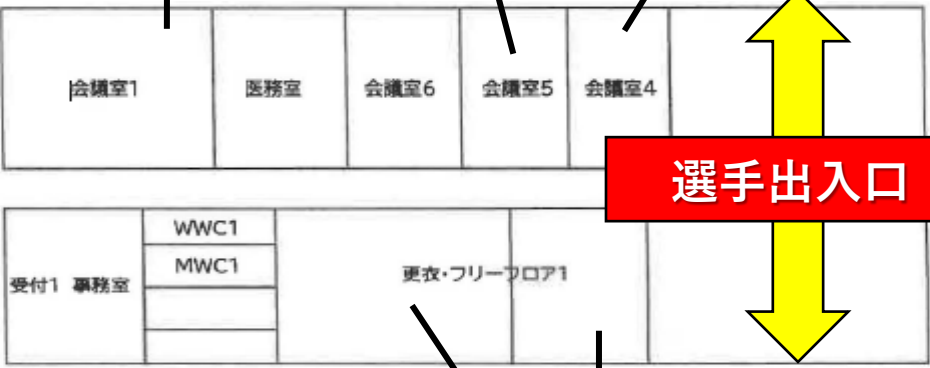 会議室1
医務室
会議室6
会議室5
会議室4
選手出入口
WWC1
MWC1
受付1 事務室
更衣・フリーフロア1